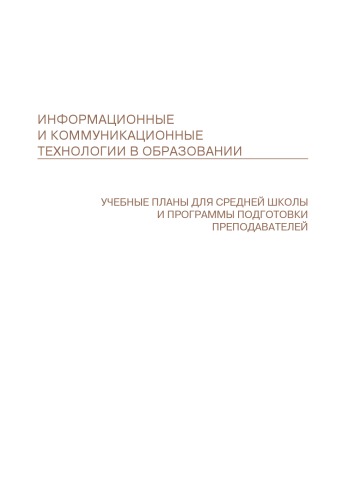 ИНФОРМАЦИОННЫЕ
И КОММУНИКАЦИОННЫЕ
ТЕХНОЛОГИИ В ОБРАЗОВАНИИ
УЧЕБНЫЕ ПЛАНЫ ДЛЯ СРЕДНЕЙ ШКОЛЫ
И ПРОГРАММЫ ПОДГОТОВКИ
ПРЕПОДАВАТЕЛЕЙ